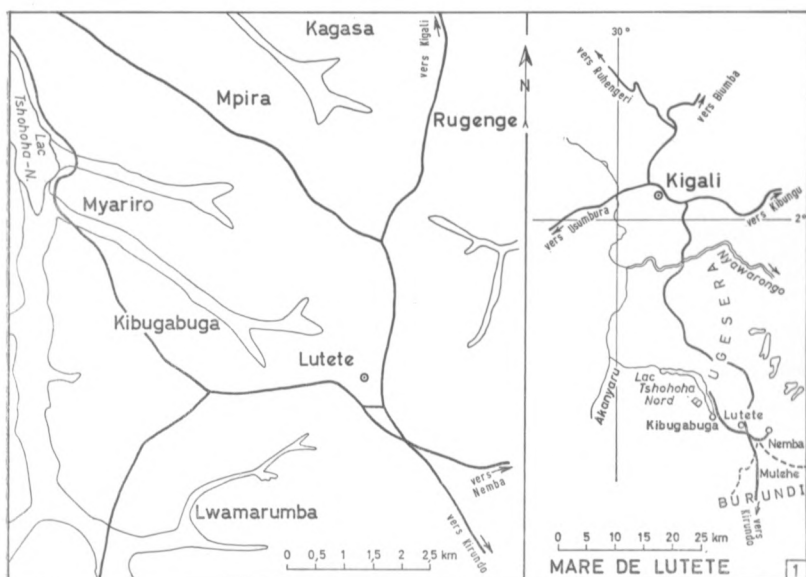 Kagasa
vers Kigali
Mpira
Rugenge
Lac
Tshohoha-N.
Myariro
Kibugabuga
Lutete
vers
Nemba
Lwamarumba
vers Kirundo
0 0,5 1 1,5 2 2,5 km
N
30°
vers Ruhengeri
vers Biumba
Kigali
vers Kibungu
2°
vers Usumbura
Nyawarongo
BUGESERA
Akanyaru
Lac
Tshohoha
Nord
Lutete
Kibugabuga
Nemba
Mulehe
BURUNDI
vers
Kirundo
0 5 10 15 20 25 km
MARE DE LUTETE
1